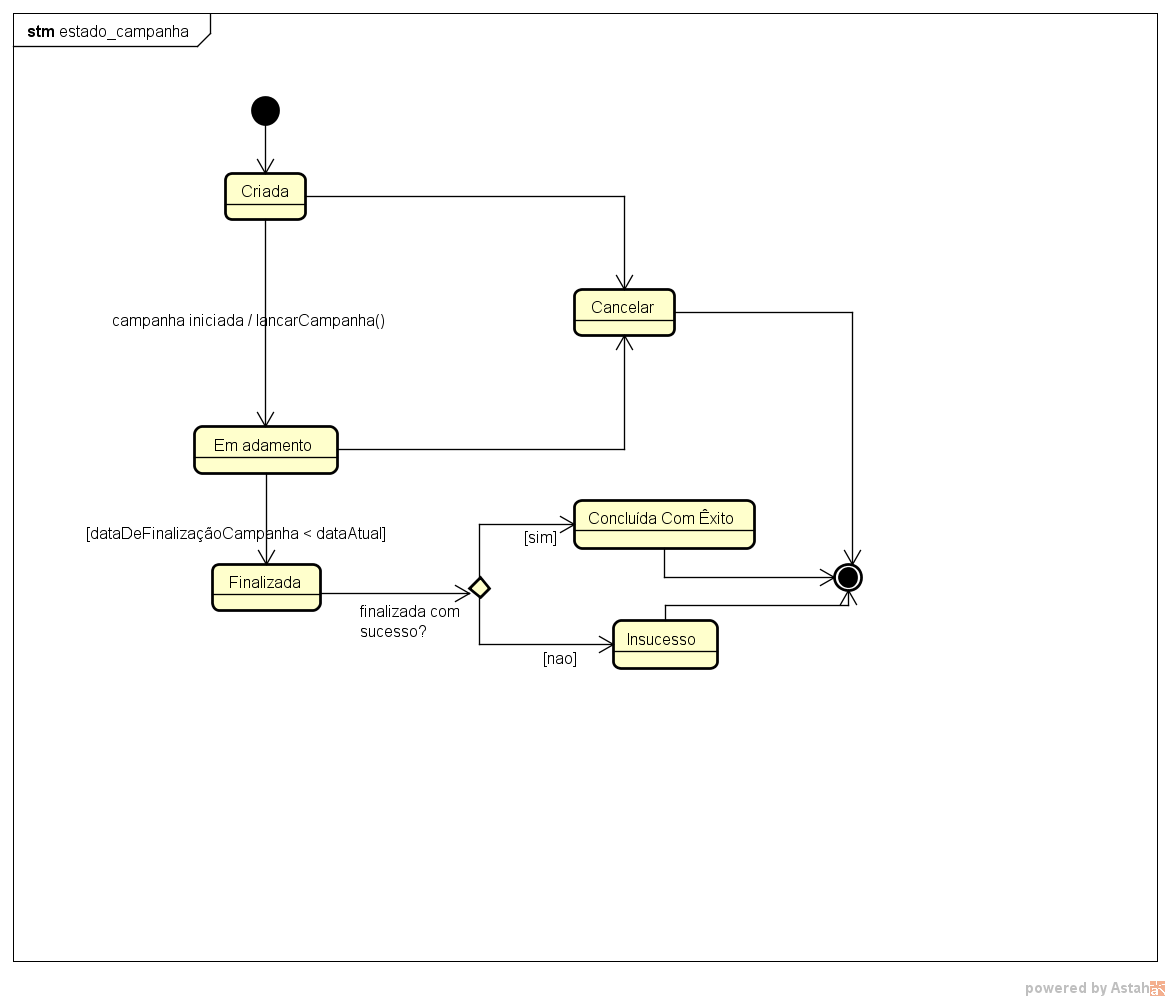 stm estado_campanha
Criada
Cancelar
campanha iniciada / lancarCampanha()
Em adamento
[dataDeFinalizaçãoCampanha < dataAtual]
Concluída Com Êxito
[sim]
Finalizada
finalizada com
sucesso?
Insucesso
[nao]
powered by Astah